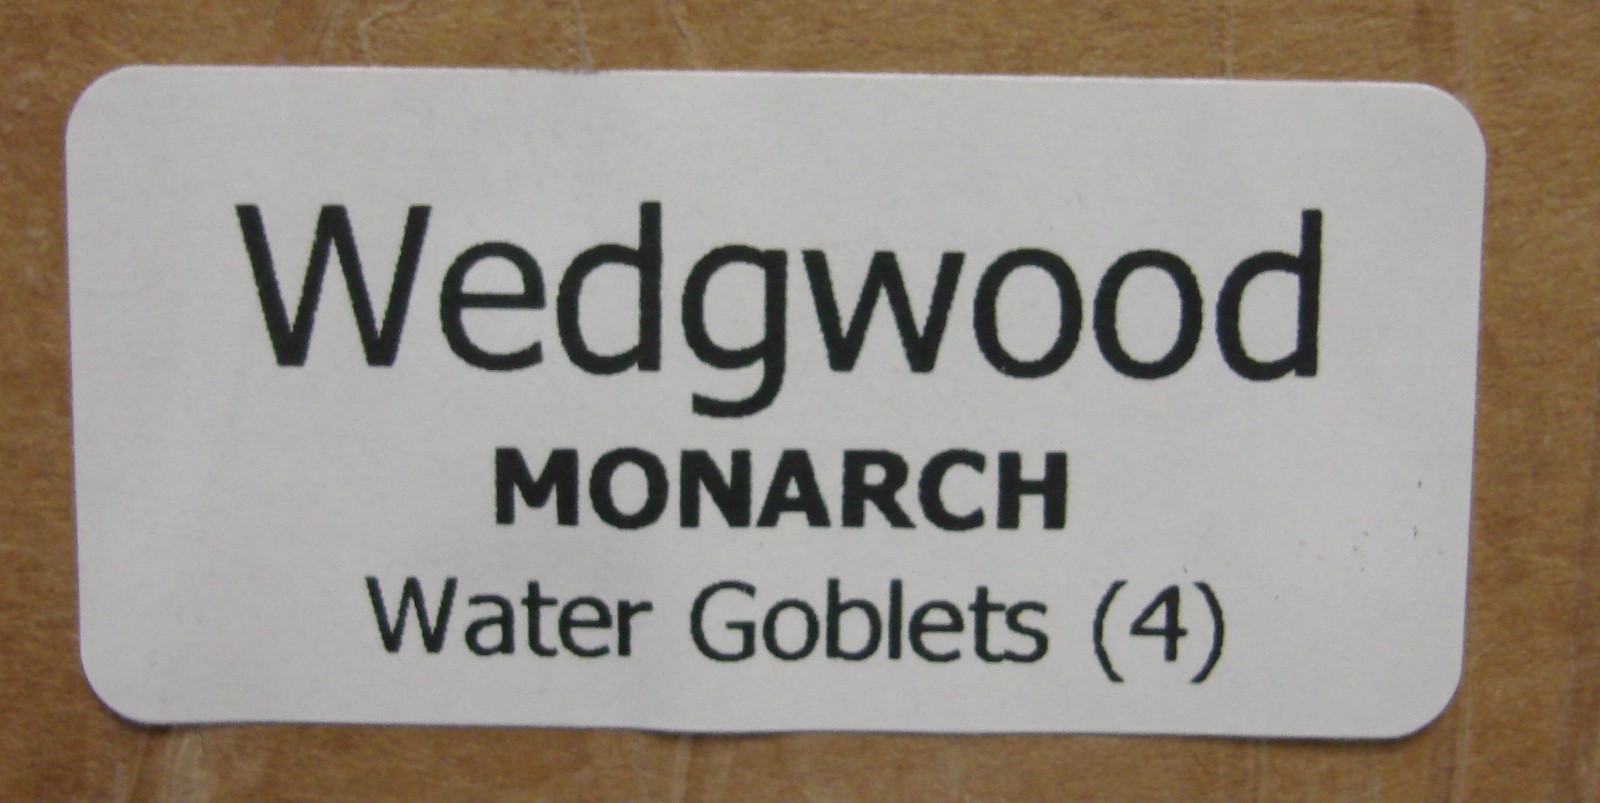 Wedgwood
MONARCH
Water Goblets (4)